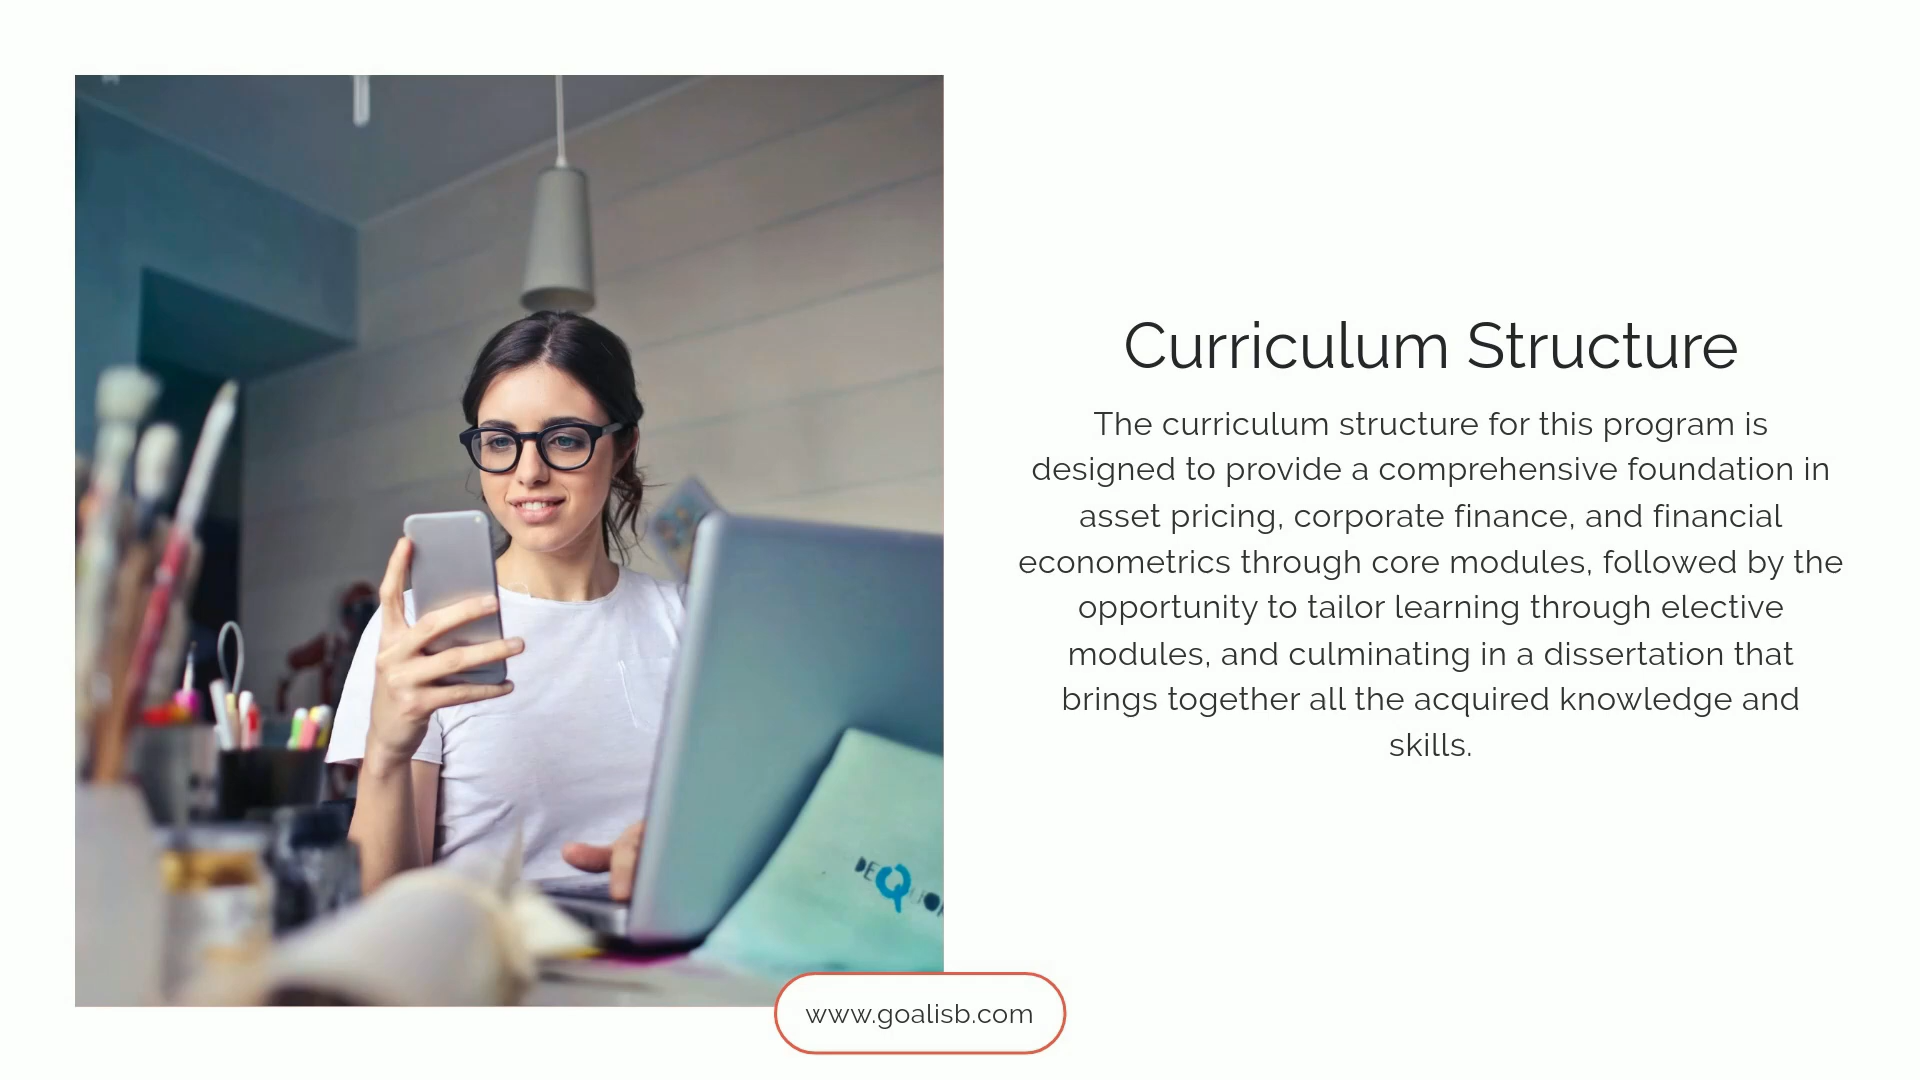 Curriculum Structure
The curriculum structure for this program is
designed to provide a comprehensive foundation in
asset pricing, corporate finance, and financial
econometrics through core modules, followed by the
opportunity to tailor learning through elective
modules, and culminating in a dissertation that
brings together all the acquired knowledge and
skills.
www.goalisb.com